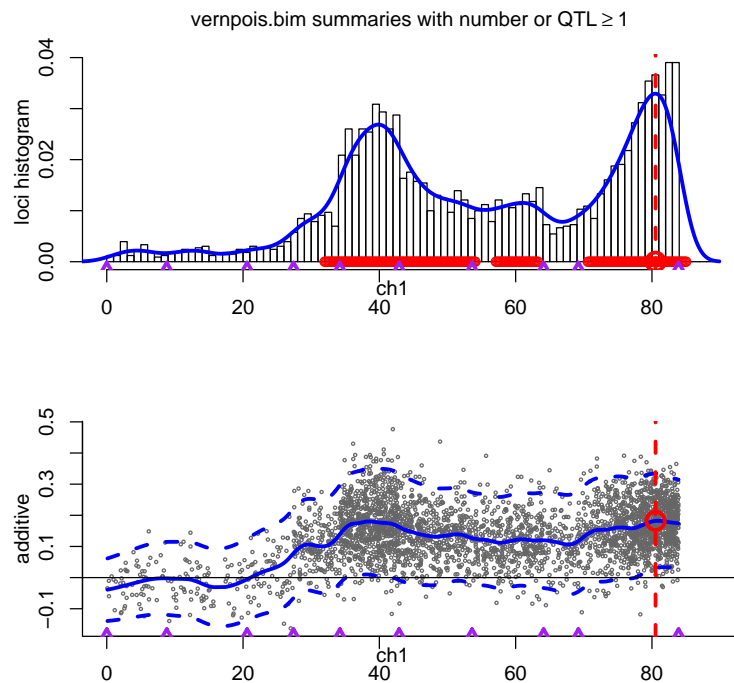 vernpois.bim summaries with number or QTL ≥ 1
loci histogram
0.04
0.02
0.00
ch1
0 20 40 60 80
additive
0.5
0.3
0.1
−0.1
ch1
0 20 40 60 80